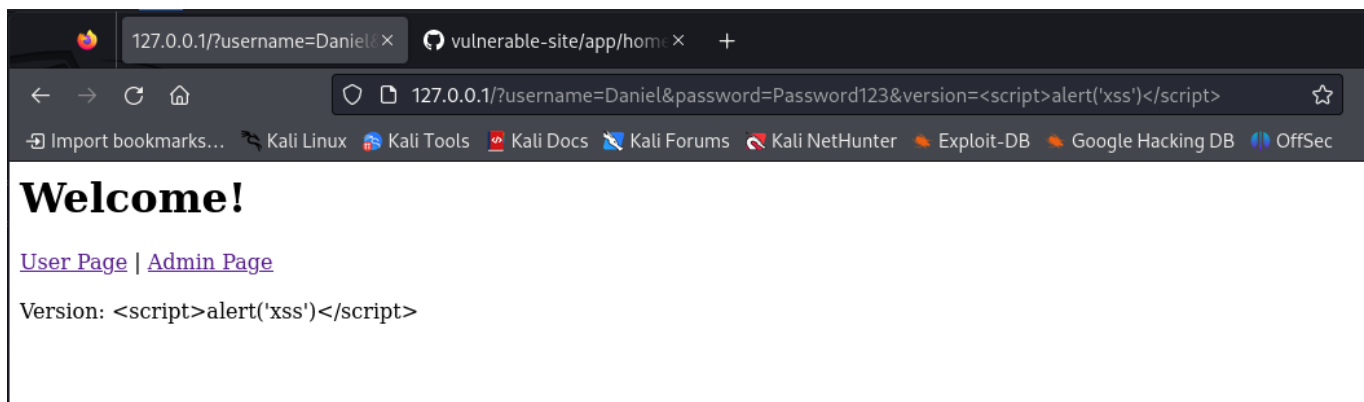 127.0.0.1/?username=Daniel& vulnerable-site/app/home
127.0.0.1/?username=Daniel&password=Password123&version=<script>alert('xss')</script>
Import bookmarks... Kali Linux Kali Tools Kali Docs Kali Forums Kali NetHunter Exploit-DB Google Hacking DB OffSec
Welcome!
User Page | Admin Page
Version: <script>alert('xss')</script>